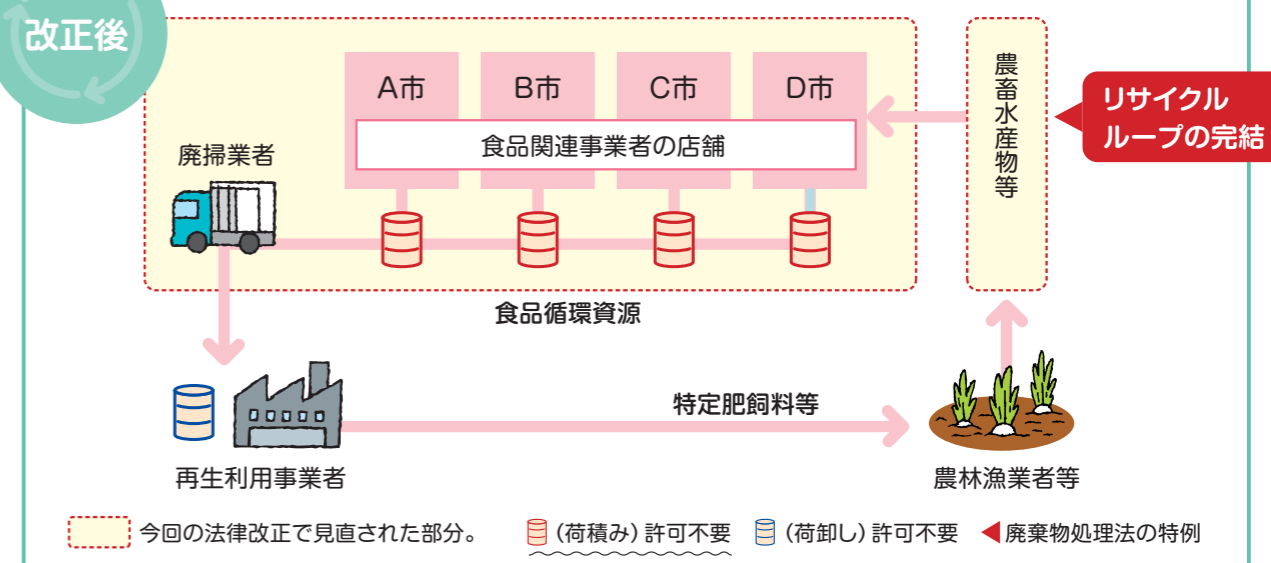 改正後
A市
B市
C市
D市
食品関連事業者の店舗
廃掃業者
農畜水産物等
リサイクル
ループの完結
食品循環資源
特定肥飼料等
再生利用事業者
農林漁業者等
今回の法律改正で見直された部分。
(荷積み)許可不要
(荷卸し)許可不要
廃棄物処理法の特例